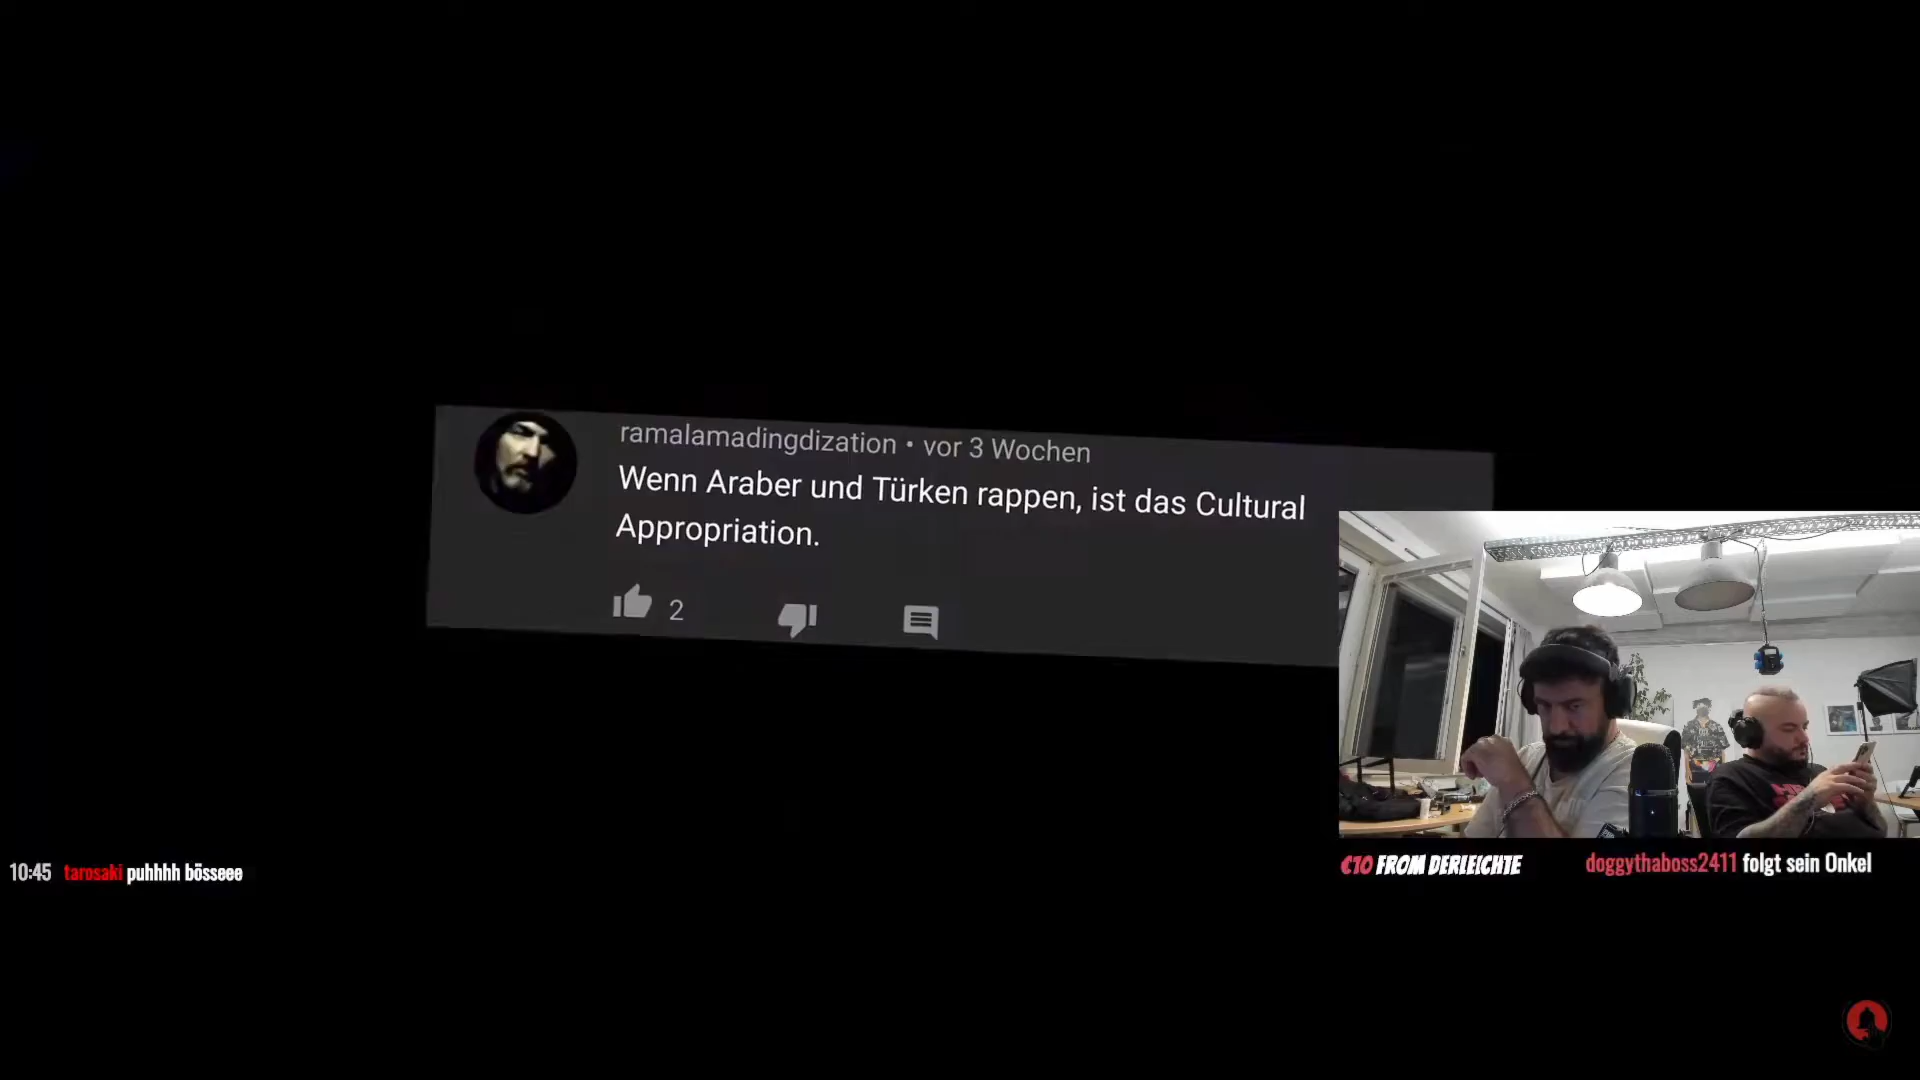 ramalamadingdization • vor 3 Wochen
Wenn Araber und Türken rappen, ist das Cultural
Appropriation.
2
10:45 tarosaki puhhhh bösseee
€10 FROM DERLEICHTE
doggythaboss2411 folgt sein Onkel